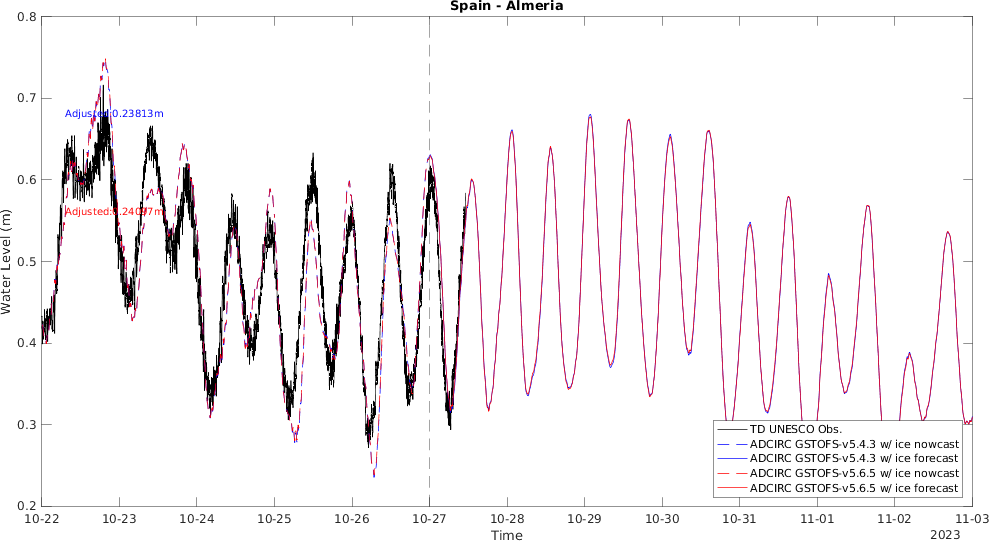 Spain - Almeria
0.8
0.7
0.6
0.5
0.4
0.3
0.2
Water Level (m)
Adjusted:0.23813m
Adjusted:0.24097m
TD UNESCO Obs.
ADCIRC GSTOFS-v5.4.3 w/ ice nowcast
ADCIRC GSTOFS-v5.4.3 w/ ice forecast
ADCIRC GSTOFS-v5.6.5 w/ ice nowcast
ADCIRC GSTOFS-v5.6.5 w/ ice forecast
10-22 10-23 10-24 10-25 10-26 10-27 10-28 10-29 10-30 10-31 11-01 11-02 11-03
Time
2023